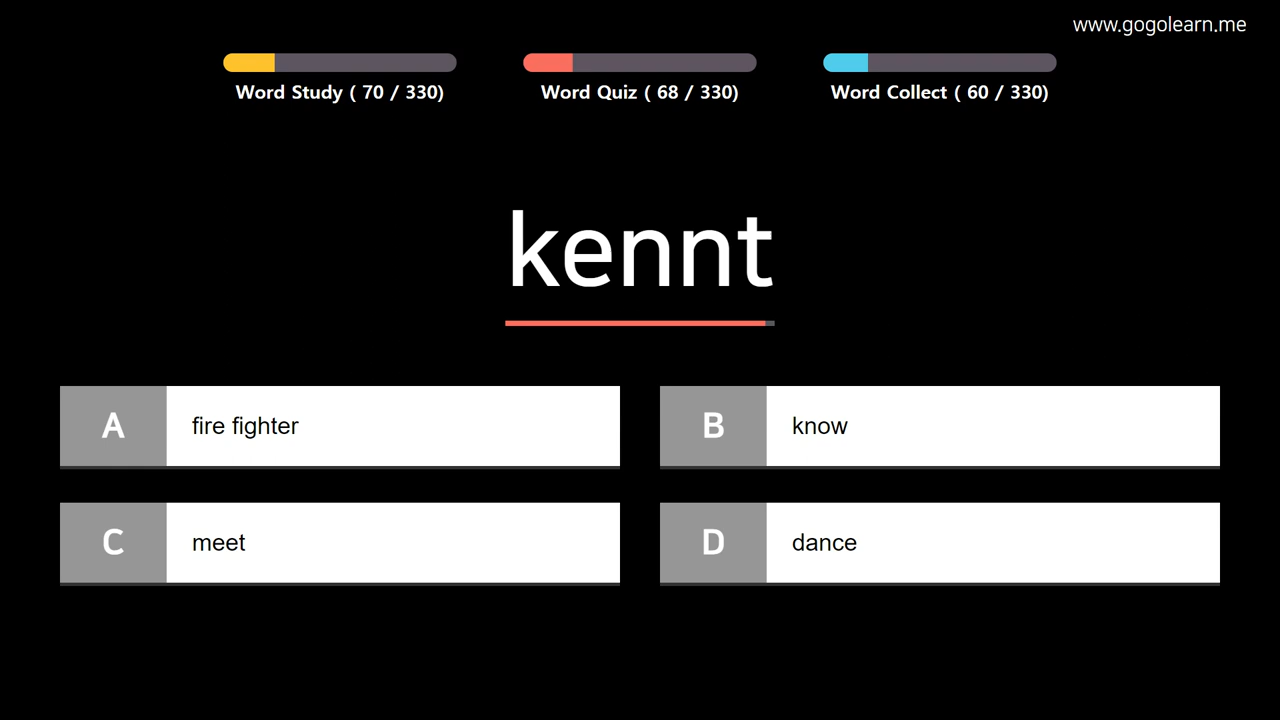 www.gogolearn.me
Word Study ( 70 / 330)
Word Quiz ( 68 / 330)
Word Collect ( 60 / 330)
kennt
A fire fighter
B know
C meet
D dance